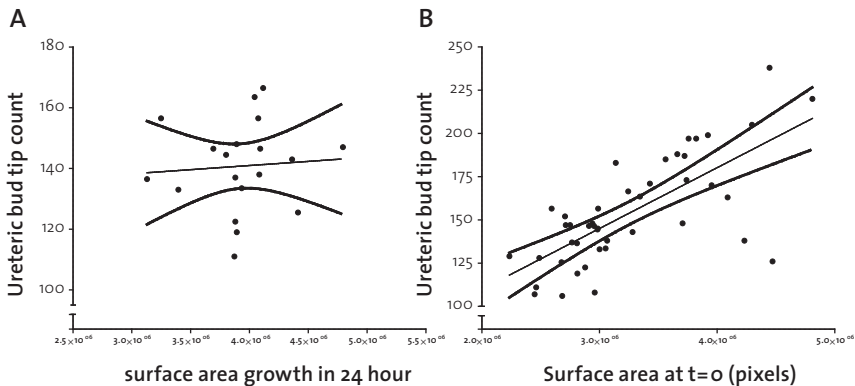 A
Ureteric bud tip count
180
160
140
120
100
2.5×10⁰⁶ 3.0×10⁰⁶ 3.5×10⁰⁶ 4.0×10⁰⁶ 4.5×10⁰⁶ 5.0×10⁰⁶ 5.5×10⁰⁶
surface area growth in 24 hour
B
Ureteric bud tip count
250
225
200
175
150
125
100
2.0×10⁰⁶ 3.0×10⁰⁶ 4.0×10⁰⁶ 5.0×10⁰⁶
Surface area at t=0 (pixels)